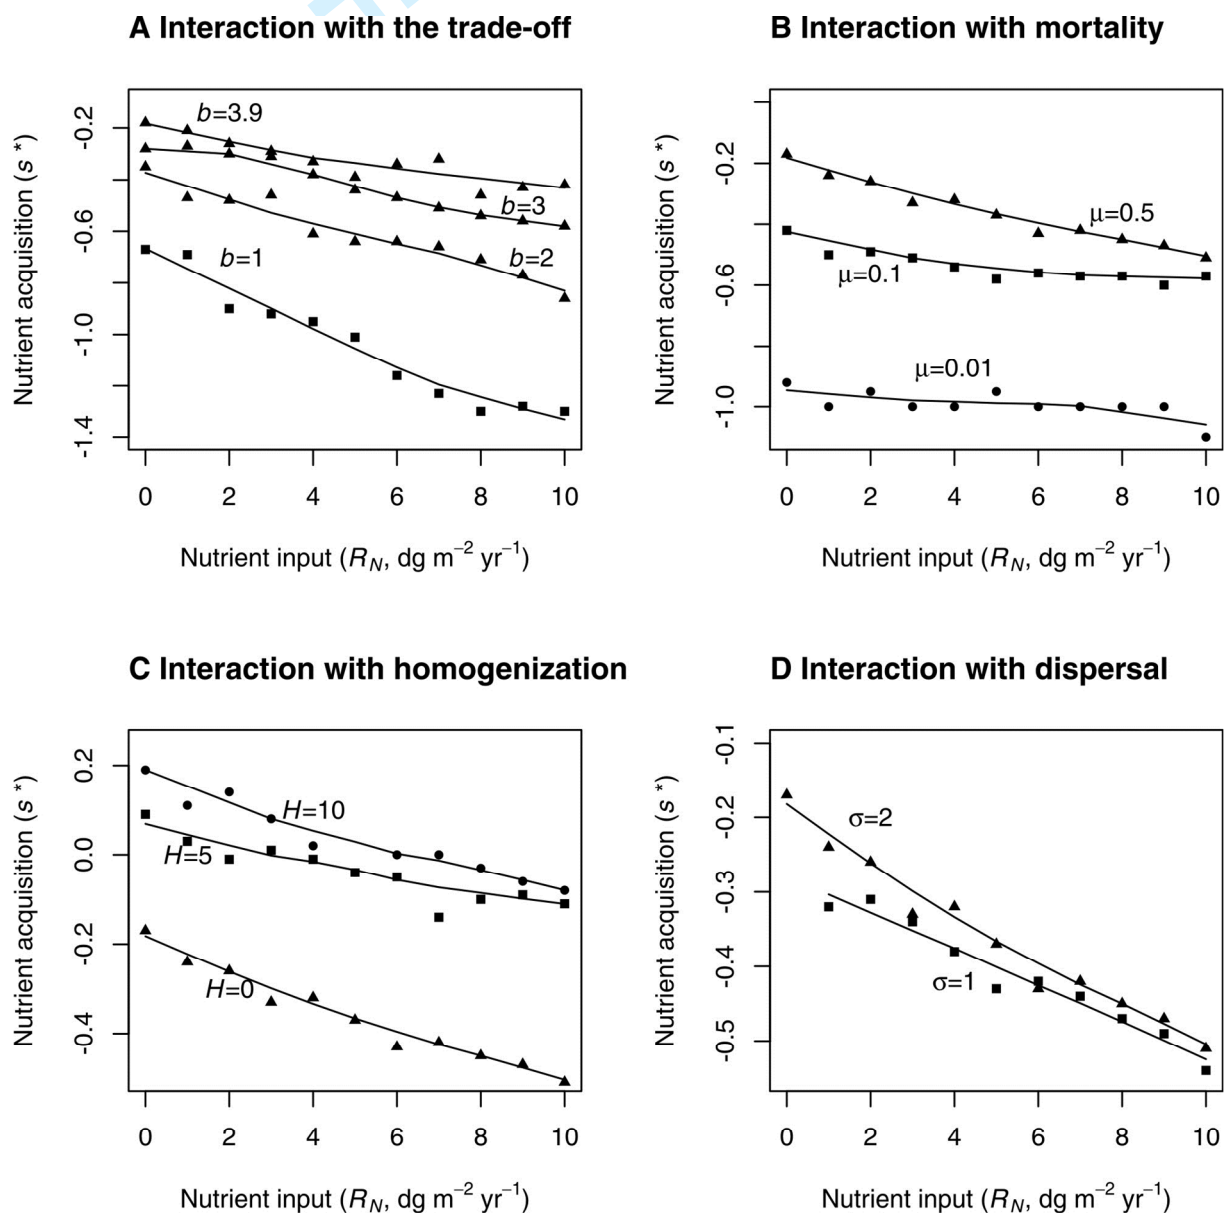 A Interaction with the trade-off
Nutrient acquisition (s*)
-0.2
-0.6
-1.0
-1.4
b=3.9
b=3
b=2
b=1
0 2 4 6 8 10
Nutrient input (R_N, dg m⁻² yr⁻¹)
B Interaction with mortality
Nutrient acquisition (s*)
-0.2
-0.6
-1.0
μ=0.5
μ=0.1
μ=0.01
0 2 4 6 8 10
Nutrient input (R_N, dg m⁻² yr⁻¹)
C Interaction with homogenization
Nutrient acquisition (s*)
0.2
0.0
-0.2
-0.4
H=10
H=5
H=0
0 2 4 6 8 10
Nutrient input (R_N, dg m⁻² yr⁻¹)
D Interaction with dispersal
Nutrient acquisition (s*)
-0.1
-0.2
-0.3
-0.4
-0.5
σ=2
σ=1
0 2 4 6 8 10
Nutrient input (R_N, dg m⁻² yr⁻¹)